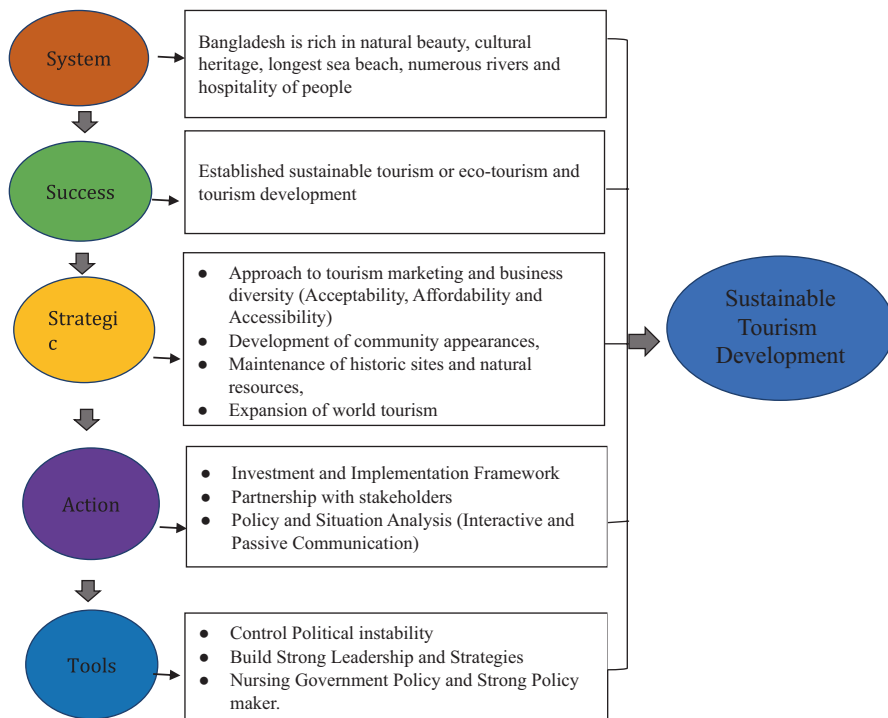 System
Bangladesh is rich in natural beauty, cultural
heritage, longest sea beach, numerous rivers and
hospitality of people
Success
Established sustainable tourism or eco-tourism and
tourism development
Strategi
c
● Approach to tourism marketing and business
diversity (Acceptability, Affordability and
Accessibility)
● Development of community appearances,
● Maintenance of historic sites and natural
resources,
● Expansion of world tourism
Action
● Investment and Implementation Framework
● Partnership with stakeholders
● Policy and Situation Analysis (Interactive and
Passive Communication)
Tools
● Control Political instability
● Build Strong Leadership and Strategies
● Nursing Government Policy and Strong Policy
maker.
Sustainable
Tourism
Development